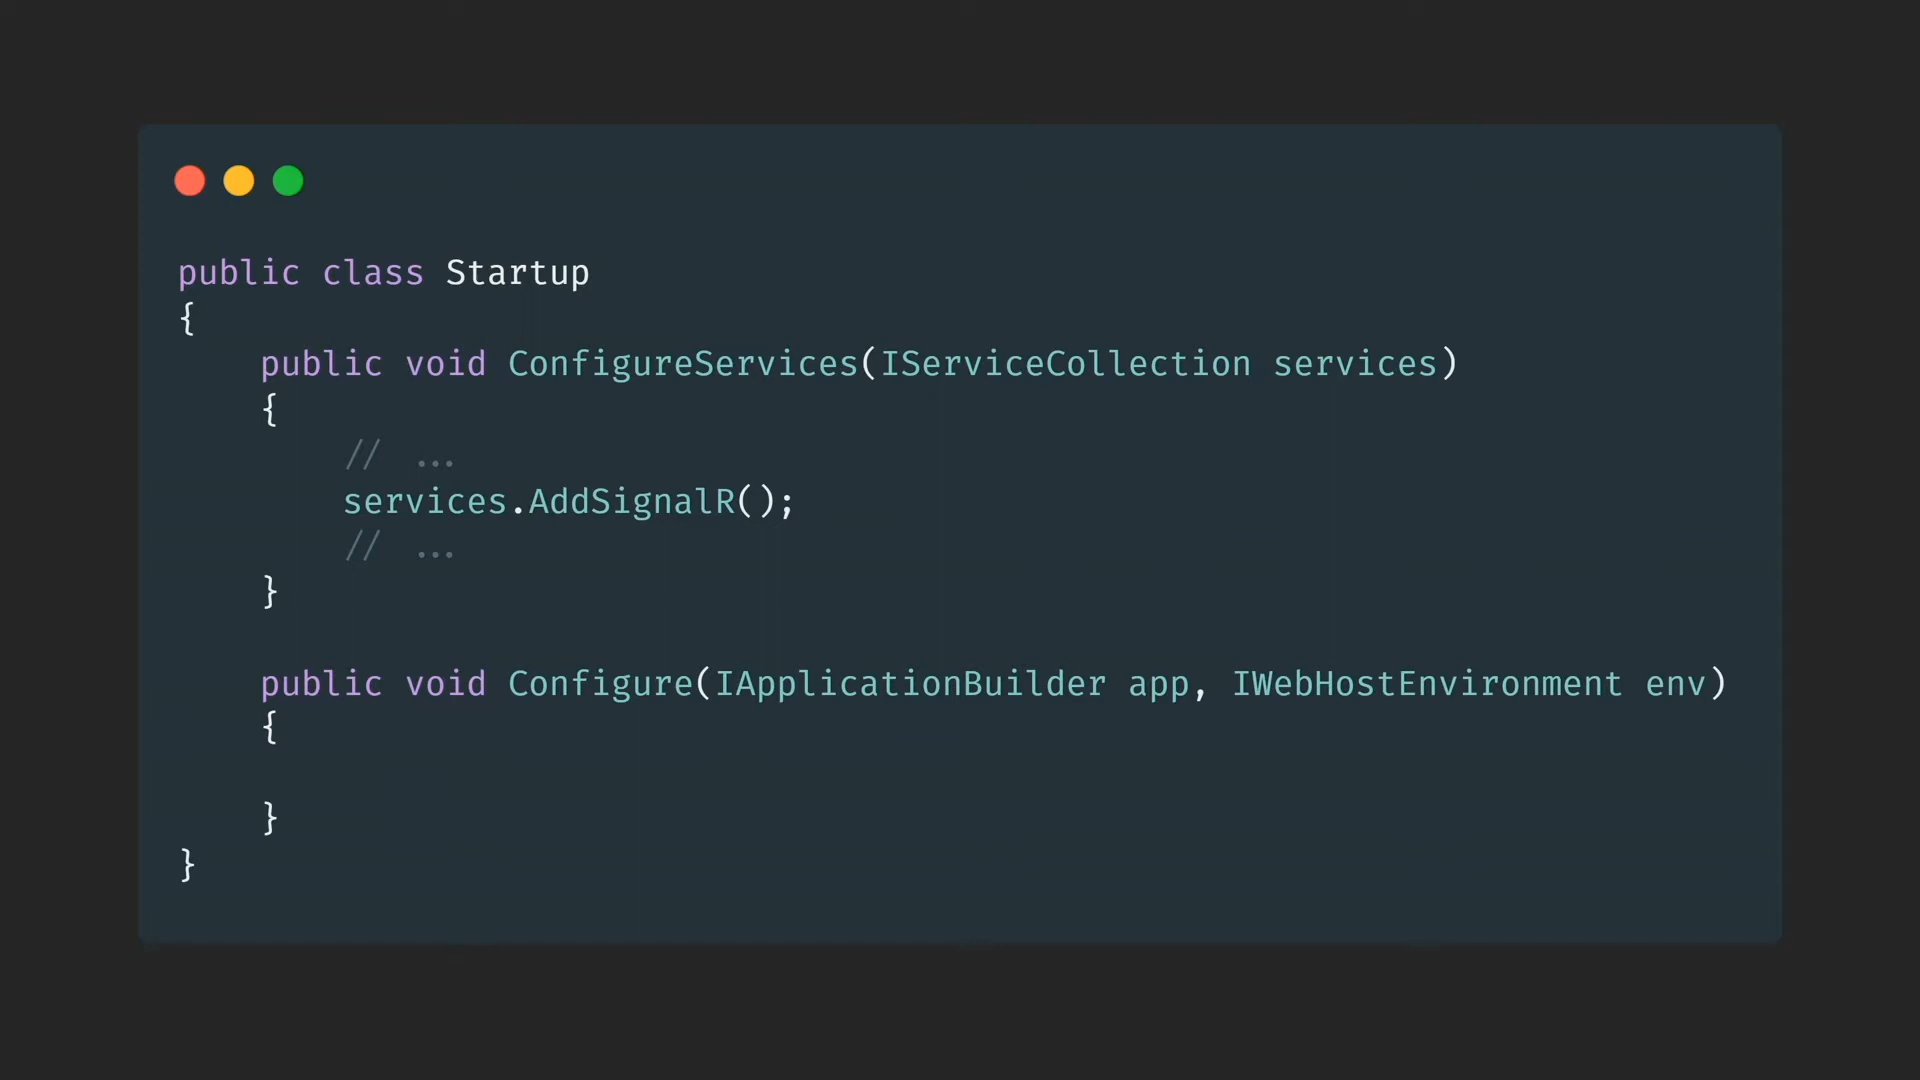 public class Startup
{
    public void ConfigureServices(IServiceCollection services)
    {
        // ...
        services.AddSignalR();
        // ...
    }
    public void Configure(IApplicationBuilder app, IWebHostEnvironment env)
    {
    }
}